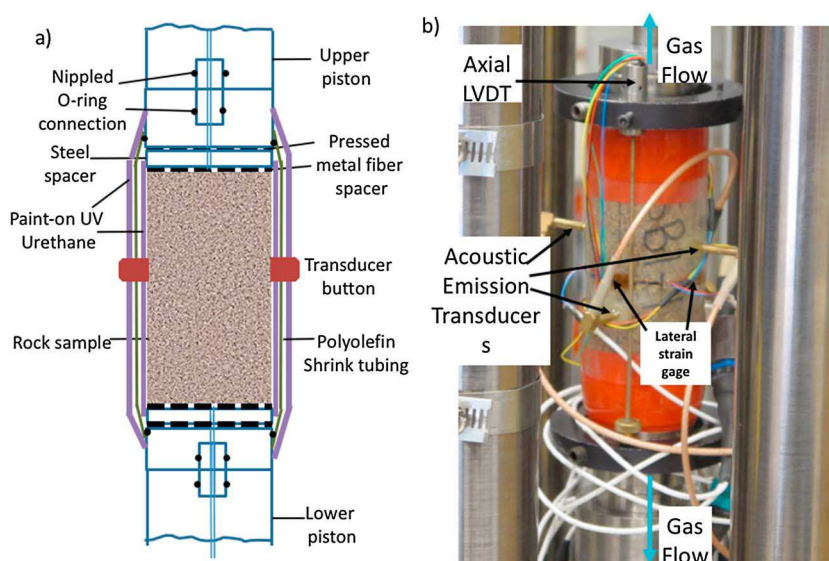 a)
Upper
piston
Nippled
O-ring
connection
Pressed
metal fiber
spacer
Steel
spacer
Paint-on UV
Urethane
Transducer
button
Rock sample
Polyolefin
Shrink tubing
Lower
piston
b)
Gas
Flow
Axial
LVDT
Acoustic
Emission
Transducer
s
Lateral
strain
gage
Gas
Flow